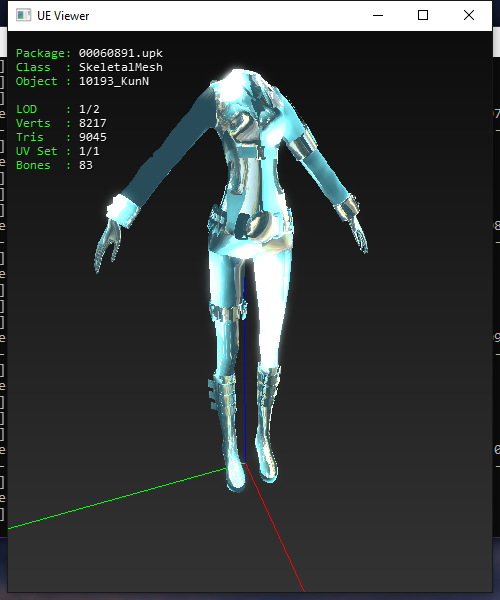 UE Viewer
Package: 00060891.upk
Class : SkeletalMesh
Object : 10193_KunN
LOD : 1/2
Verts : 8217
Tris : 9045
UV Set : 1/1
Bones : 83